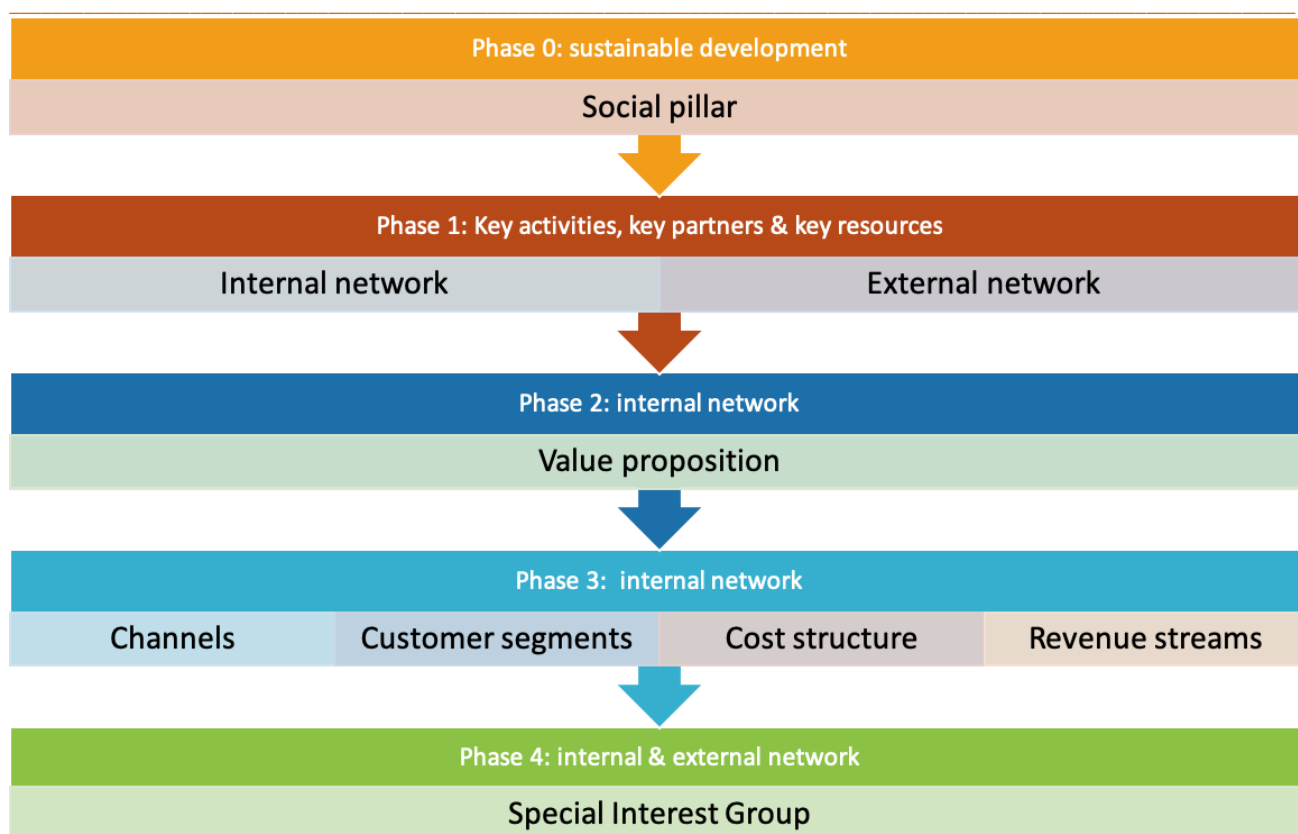 Phase 0: sustainable development
Social pillar
Phase 1: Key activities, key partners & key resources
Internal network External network
Phase 2: internal network
Value proposition
Phase 3: internal network
Channels Customer segments Cost structure Revenue streams
Phase 4: internal & external network
Special Interest Group